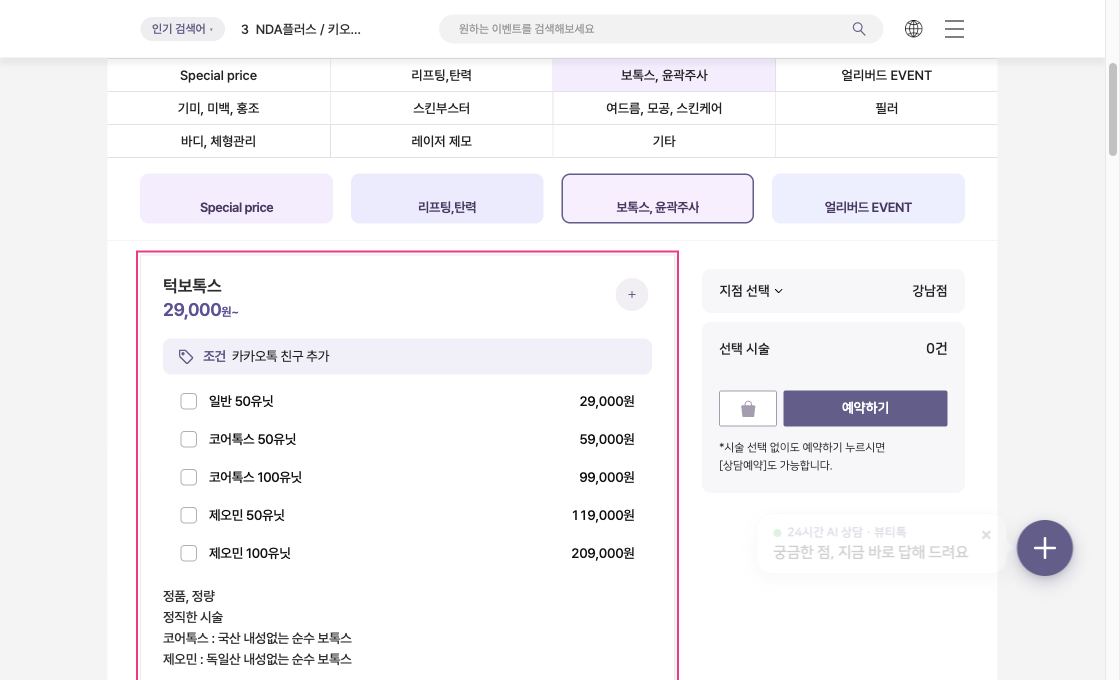 인기 검색어
3 NDA플러스 / 키오...
원하는 이벤트를 검색해보세요
Special price
리프팅,탄력
보톡스, 윤곽주사
얼리버드 EVENT
기미, 미백, 홍조
스킨부스터
여드름, 모공, 스킨케어
필러
바디, 체형관리
레이저 제모
기타
Special price
리프팅,탄력
보톡스, 윤곽주사
얼리버드 EVENT
턱보톡스
29,000원~
+
조건 카카오톡 친구 추가
일반 50유닛 29,000원
코어톡스 50유닛 59,000원
코어톡스 100유닛 99,000원
제오민 50유닛 119,000원
제오민 100유닛 209,000원
정품, 정량
정직한 시술
코어톡스 : 국산 내성없는 순수 보톡스
제오민 : 독일산 내성없는 순수 보톡스
지점 선택 강남점
선택 시술 0건
예약하기
*시술 선택 없이도 예약하기 누르시면
[상담예약]도 가능합니다.
24시간 AI 상담 · 뷰티톡
궁금한 점, 지금 바로 답해 드려요